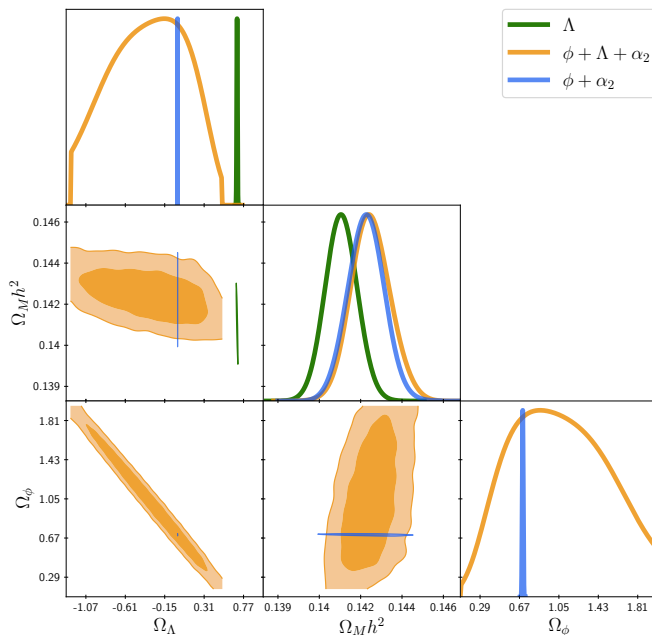 Λ
ϕ + Λ + α₂
ϕ + α₂
0.146
0.144
0.142
0.14
0.139
Ω_M h²
1.81
1.43
1.05
0.67
0.29
Ω_ϕ
-1.07 -0.61 -0.15 0.31 0.77
0.139 0.14 0.142 0.144 0.146
0.29 0.67 1.05 1.43 1.81
Ω_Λ
Ω_M h²
Ω_ϕ